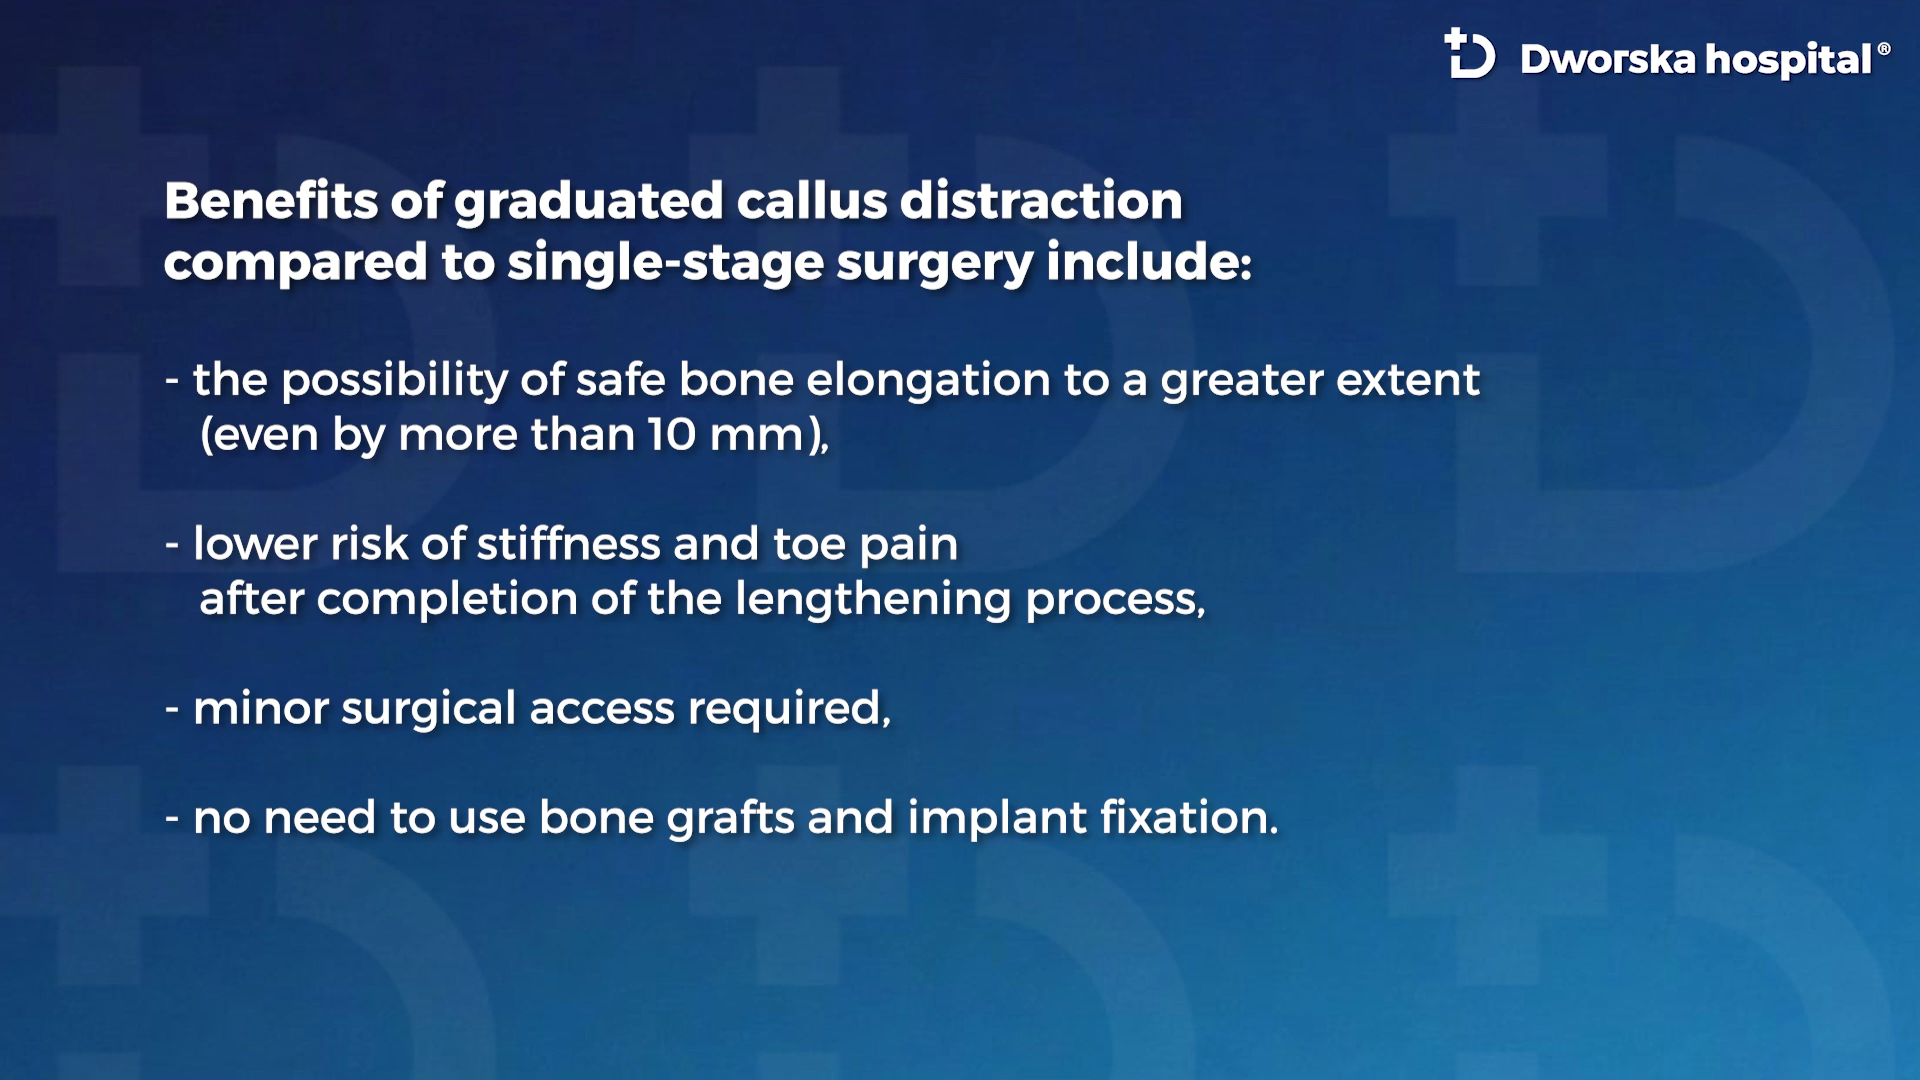 Dworska hospital®
Benefits of graduated callus distraction
compared to single-stage surgery include:
- the possibility of safe bone elongation to a greater extent
(even by more than 10 mm),
- lower risk of stiffness and toe pain
after completion of the lengthening process,
- minor surgical access required,
- no need to use bone grafts and implant fixation.